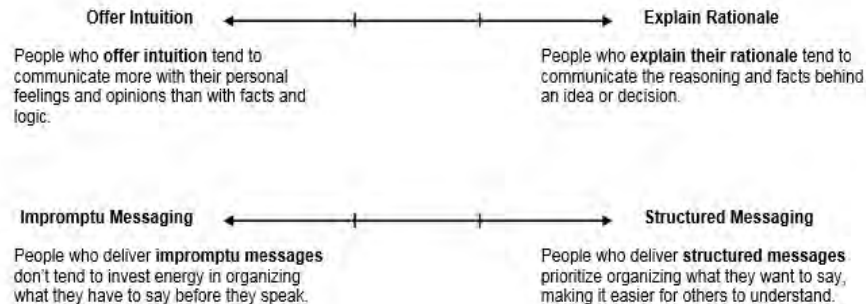 Offer Intuition
Explain Rationale
People who offer intuition tend to
communicate more with their personal
feelings and opinions than with facts and
logic.
People who explain their rationale tend to
communicate the reasoning and facts behind
an idea or decision.
Impromptu Messaging
Structured Messaging
People who deliver impromptu messages
don't tend to invest energy in organizing
what they have to say before they speak.
People who deliver structured messages
prioritize organizing what they want to say,
making it easier for others to understand.